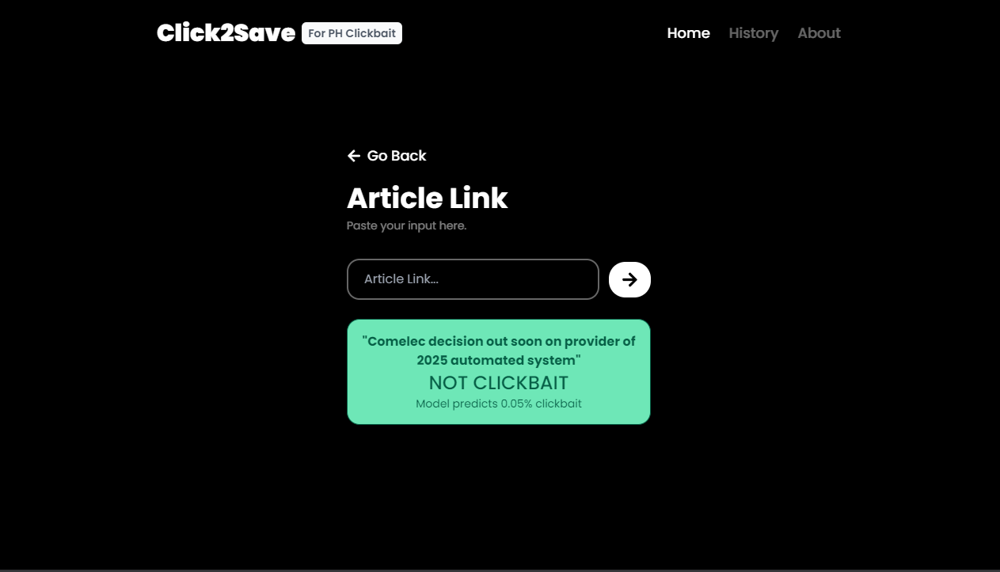 Click2Save For PH Clickbait
Home History About
Go Back
Article Link
Paste your input here.
Article Link...
"Comelec decision out soon on provider of
2025 automated system"
NOT CLICKBAIT
Model predicts 0.05% clickbait